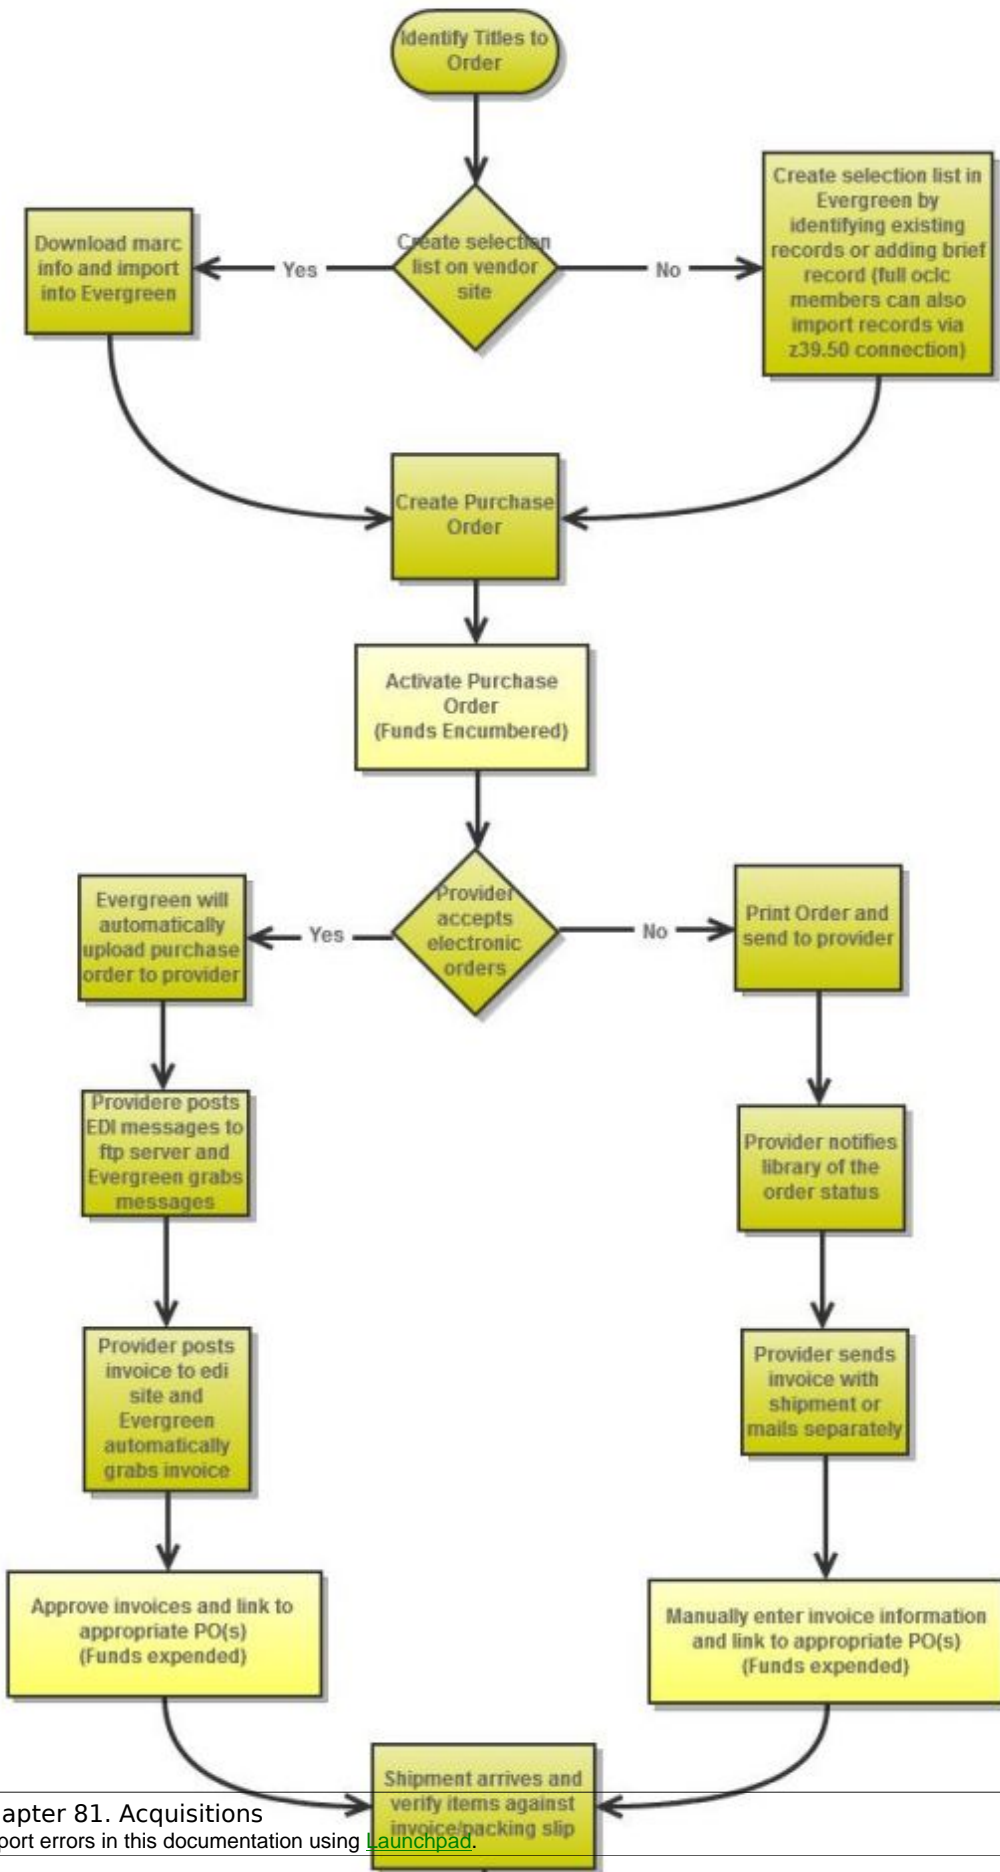 Identify Titles to
Order
Create selection
list on vendor
site
Yes
No
Download marc
info and import
into Evergreen
Create selection list in
Evergreen by
identifying existing
records or adding brief
record (full oclc
members can also
import records via
z39.50 connection)
Create Purchase
Order
Activate Purchase
Order
(Funds Encumbered)
Provider
accepts
electronic
orders
Yes
No
Evergreen will
automatically
upload purchase
order to provider
Print Order and
send to provider
Providere posts
EDI messages to
ftp server and
Evergreen grabs
messages
Provider notifies
library of the
order status
Provider posts
invoice to edi
site and
Evergreen
automatically
grabs invoice
Provider sends
invoice with
shipment or
mails separately
Approve invoices and link to
appropriate PO(s)
(Funds expended)
Manually enter invoice information
and link to appropriate PO(s)
(Funds expended)
Shipment arrives and
verify items against
invoice/packing slip
apter 81. Acquisitions
port errors in this documentation using Launchpad.